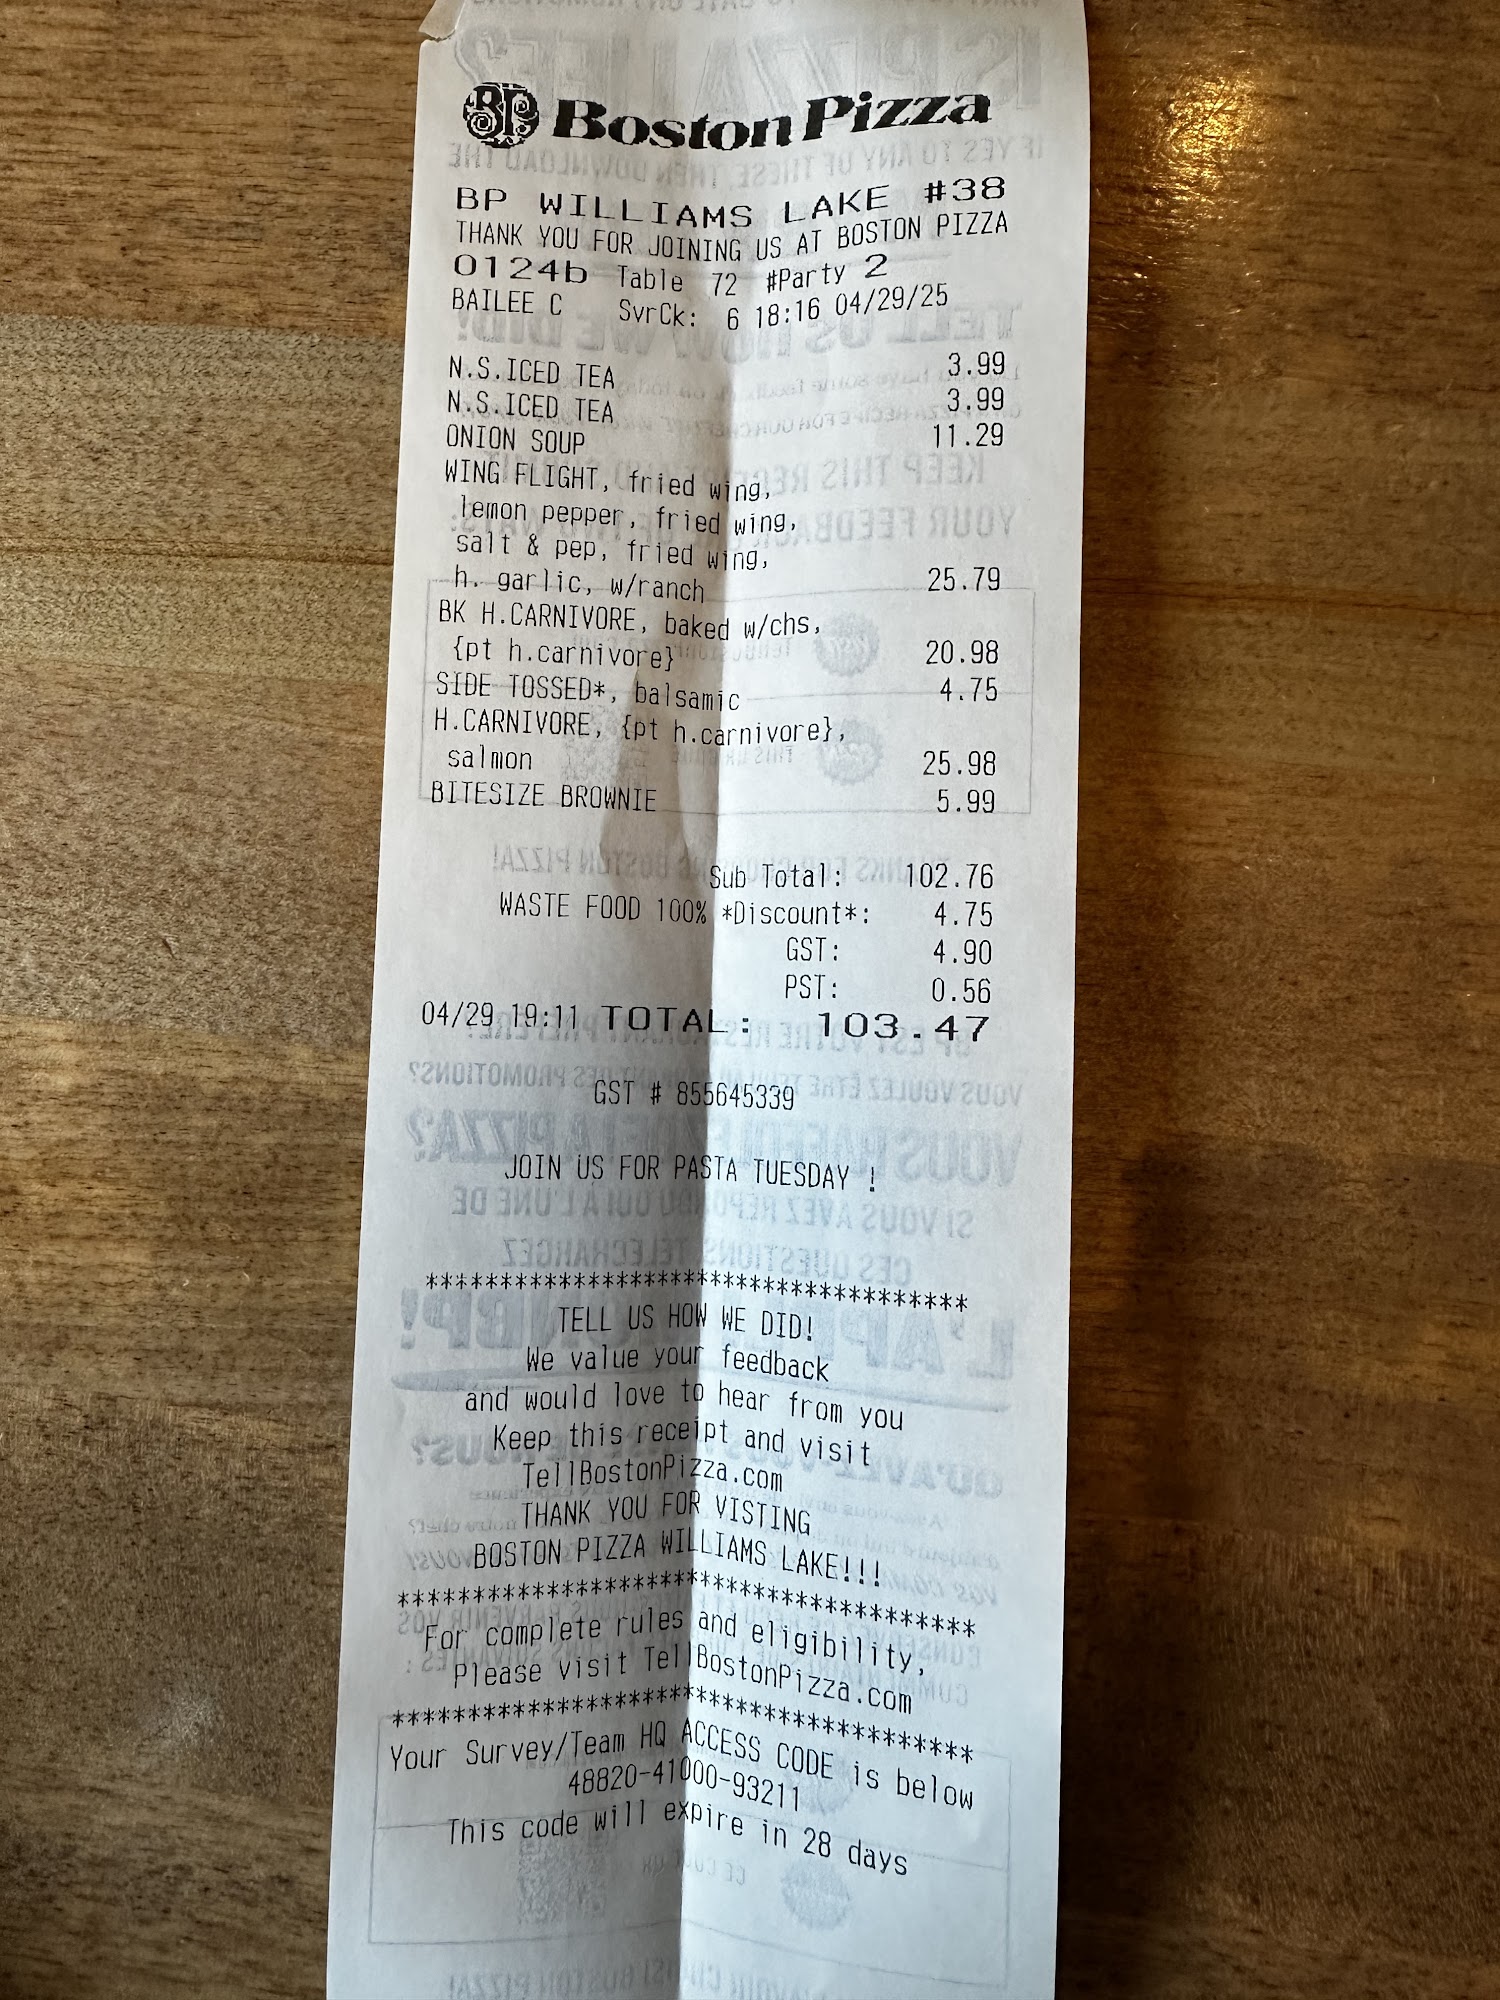 BP Boston Pizza
BP WILLIAMS LAKE #38
THANK YOU FOR JOINING US AT BOSTON PIZZA
0124b Table 72 #Party 2
BAILEE C SvrCk: 6 18:16 04/29/25
N.S.ICED TEA 3.99
N.S.ICED TEA 3.99
ONION SOUP 11.29
WING FLIGHT, fried wing,
lemon pepper, fried wing,
salt & pep, fried wing,
h. garlic, w/ranch 25.79
BK H.CARNIVORE, baked w/chs,
{pt h.carnivore} 20.98
SIDE TOSSED*, balsamic 4.75
H.CARNIVORE, {pt h.carnivore},
salmon 25.98
BITESIZE BROWNIE 5.99
Sub Total: 102.76
WASTE FOOD 100% *Discount*: 4.75
GST: 4.90
PST: 0.56
04/29 19:11 TOTAL: 103.47
GST # 855645339
JOIN US FOR PASTA TUESDAY !
*************************************
TELL US HOW WE DID!
We value your feedback
and would love to hear from you
Keep this receipt and visit
TellBostonPizza.com
THANK YOU FOR VISTING
BOSTON PIZZA WILLIAMS LAKE!!!
***************************************
For complete rules and eligibility,
Please visit TellBostonPizza.com
***************************************
Your Survey/Team HQ ACCESS CODE is below
48820-41000-93211
This code will expire in 28 days